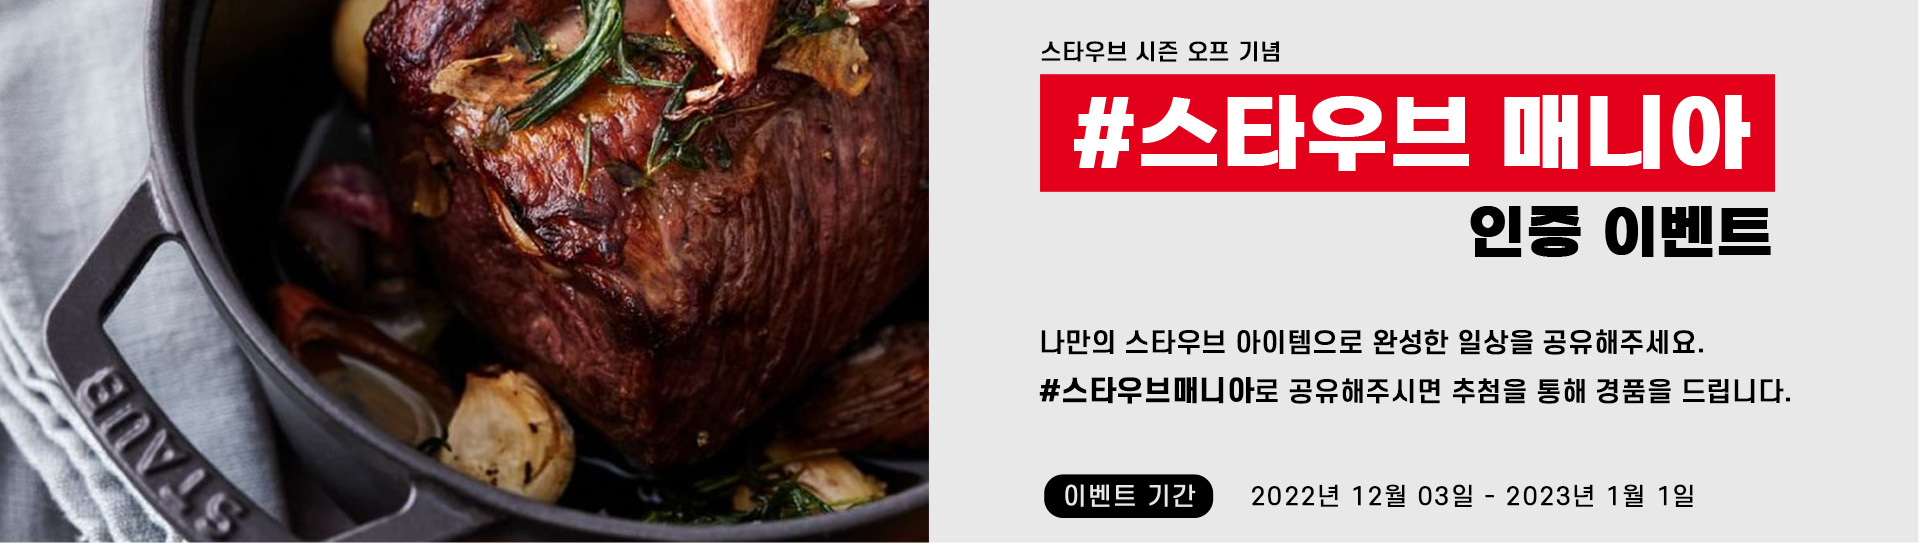 스타우브 시즌 오프 기념
#스타우브 매니아
인증 이벤트
나만의 스타우브 아이템으로 완성한 일상을 공유해주세요.
#스타우브매니아로 공유해주시면 추첨을 통해 경품을 드립니다.
이벤트 기간 2022년 12월 03일 - 2023년 1월 1일
STAUB